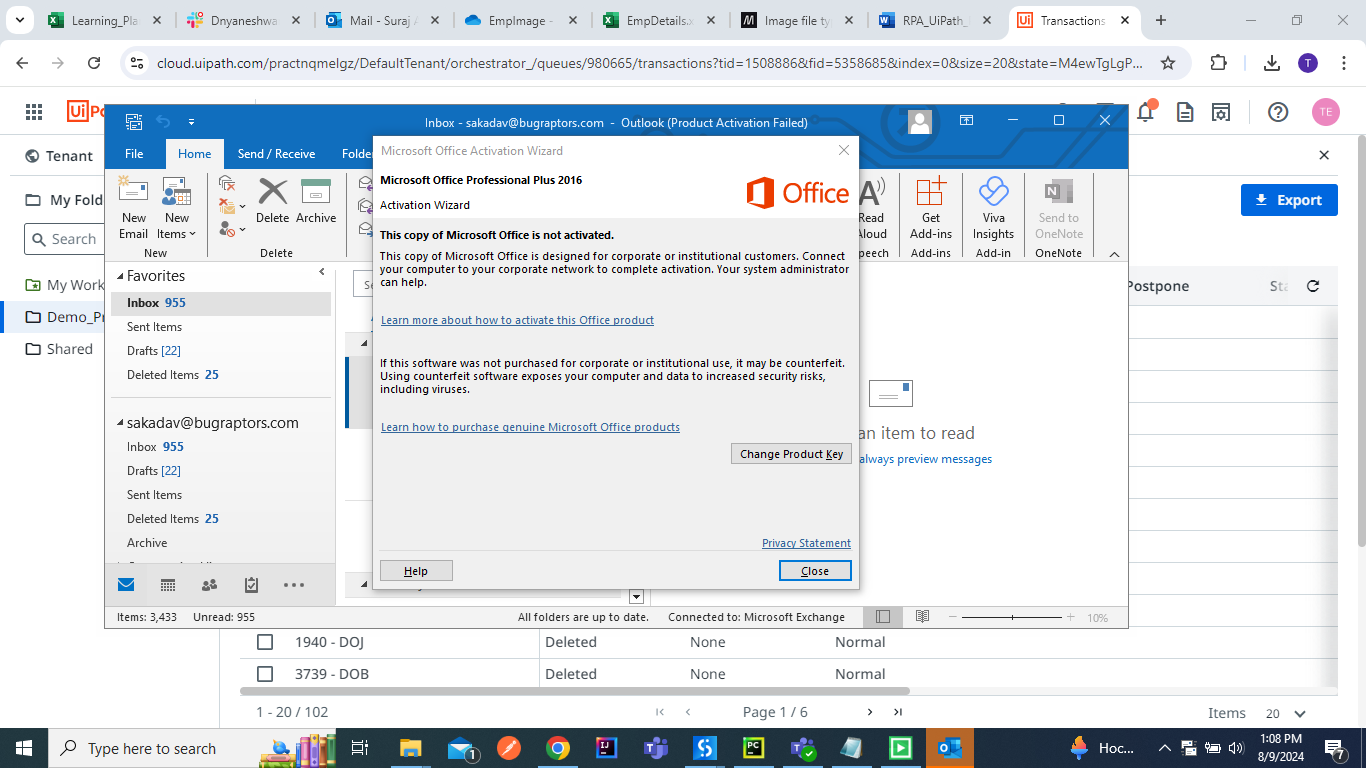 Learning_Pla
Dnyaneshwa
Mail - Suraj A
EmpImage -
EmpDetails.x
Image file typ
RPA_UiPath_
Transactions
cloud.uipath.com/practnqmelgz/DefaultTenant/orchestrator_/queues/980665/transactions?tid=1508886&fid=5358685&index=0&size=20&state=M4ewTgLgP...
T
Ui
TE
Tenant
My Fold
Search
My Work
Demo_Pr
Shared
Export
Postpone
Sta
Inbox - sakadav@bugraptors.com - Outlook (Product Activation Failed)
File
Home
Send / Receive
Folder
New Email
New Items
Delete
Archive
Read Aloud
Get Add-ins
Viva Insights
Send to OneNote
New
Delete
Speech
Add-ins
Add-in
OneNote
Favorites
Inbox 955
Sent Items
Drafts [22]
Deleted Items 25
sakadav@bugraptors.com
Inbox 955
Drafts [22]
Sent Items
Deleted Items 25
Archive
an item to read
always preview messages
Microsoft Office Activation Wizard
Microsoft Office Professional Plus 2016
Activation Wizard
Office
This copy of Microsoft Office is not activated.
This copy of Microsoft Office is designed for corporate or institutional customers. Connect
your computer to your corporate network to complete activation. Your system administrator
can help.
Learn more about how to activate this Office product
If this software was not purchased for corporate or institutional use, it may be counterfeit.
Using counterfeit software exposes your computer and data to increased security risks,
including viruses.
Learn how to purchase genuine Microsoft Office products
Change Product Key
Privacy Statement
Help
Close
Items: 3,433
Unread: 955
All folders are up to date.
Connected to: Microsoft Exchange
10%
1940 - DOJ
Deleted
None
Normal
3739 - DOB
Deleted
None
Normal
1 - 20 / 102
Page 1 / 6
Items
20
Type here to search
1
Hoc...
1:08 PM
8/9/2024
7